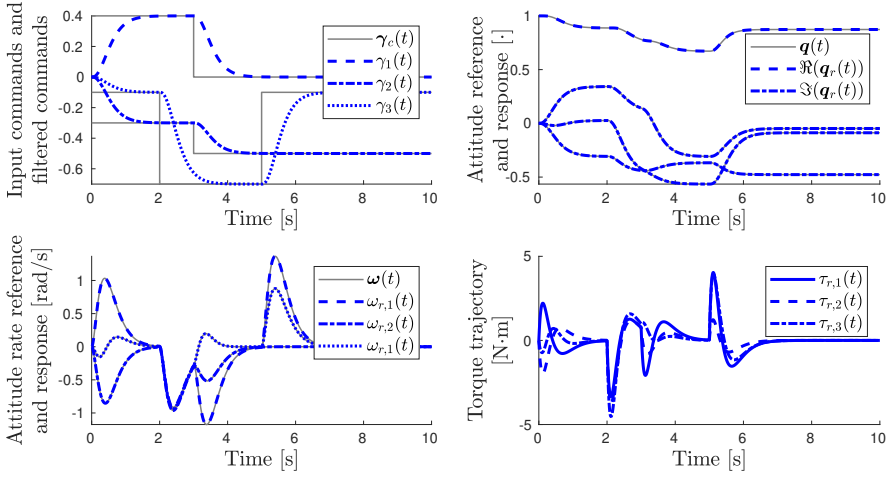 Input commands and
filtered commands
0.4
0.2
0
-0.2
-0.4
-0.6
0
2
4
6
8
10
Time [s]
γc(t)
γ1(t)
γ2(t)
γ3(t)
Attitude reference
and response [·]
1
0.5
0
-0.5
0
2
4
6
8
10
Time [s]
q(t)
ℜ(qr(t))
ℑ(qr(t))
Attitude rate reference
and response [rad/s]
1
0.5
0
-0.5
-1
0
2
4
6
8
10
Time [s]
ω(t)
ωr,1(t)
ωr,2(t)
ωr,1(t)
Torque trajectory
[N·m]
5
0
-5
0
2
4
6
8
10
Time [s]
τr,1(t)
τr,2(t)
τr,3(t)